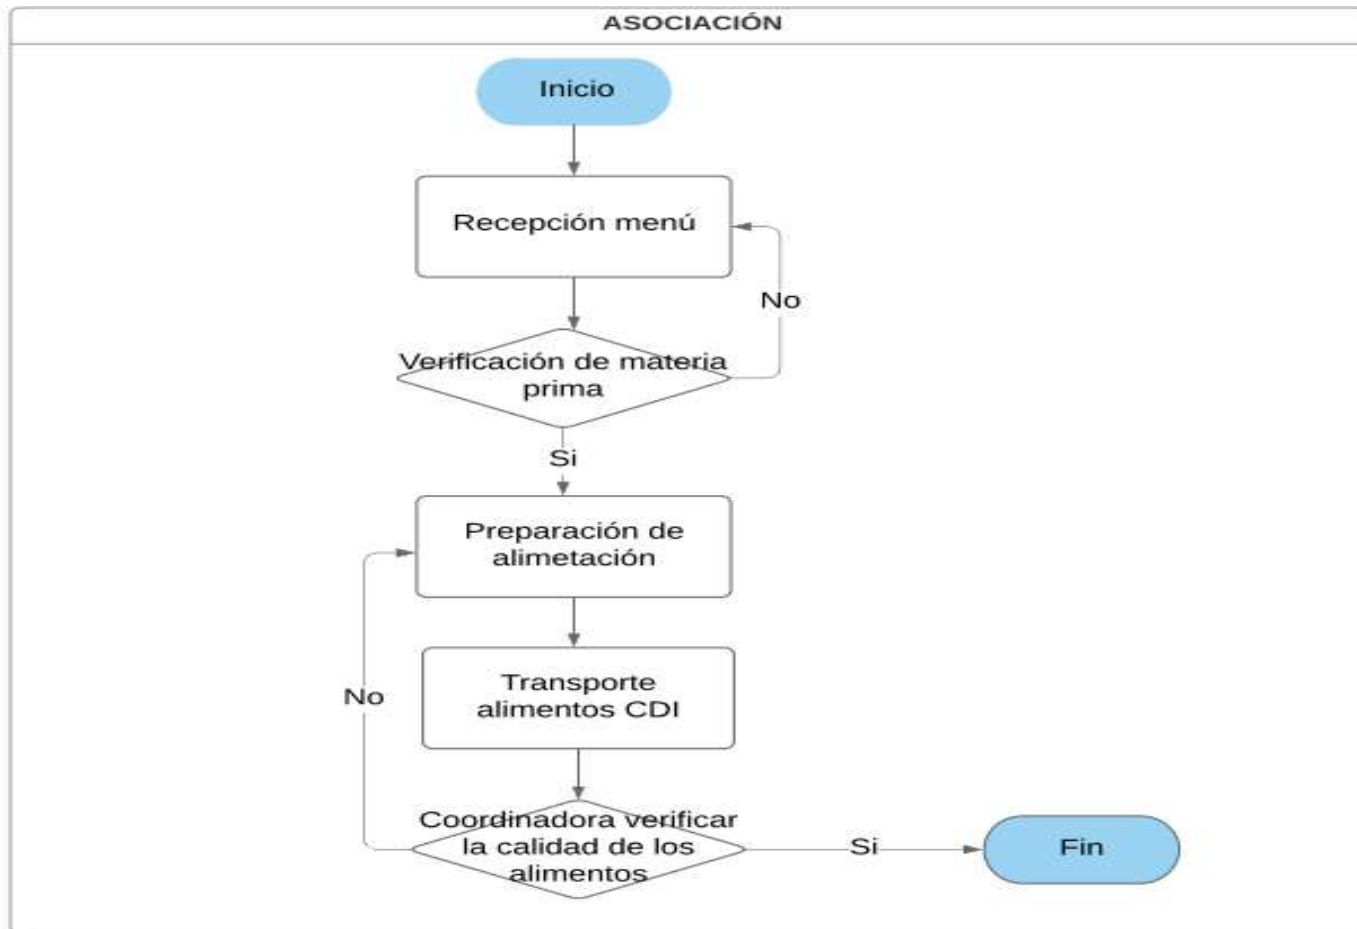 ASOCIACIÓN
Inicio
Recepción menú
No
Verificación de materia
prima
Si
Preparación de
alimetación
Transporte
alimentos CDI
No
Coordinadora verificar
la calidad de los
alimentos
Si
Fin